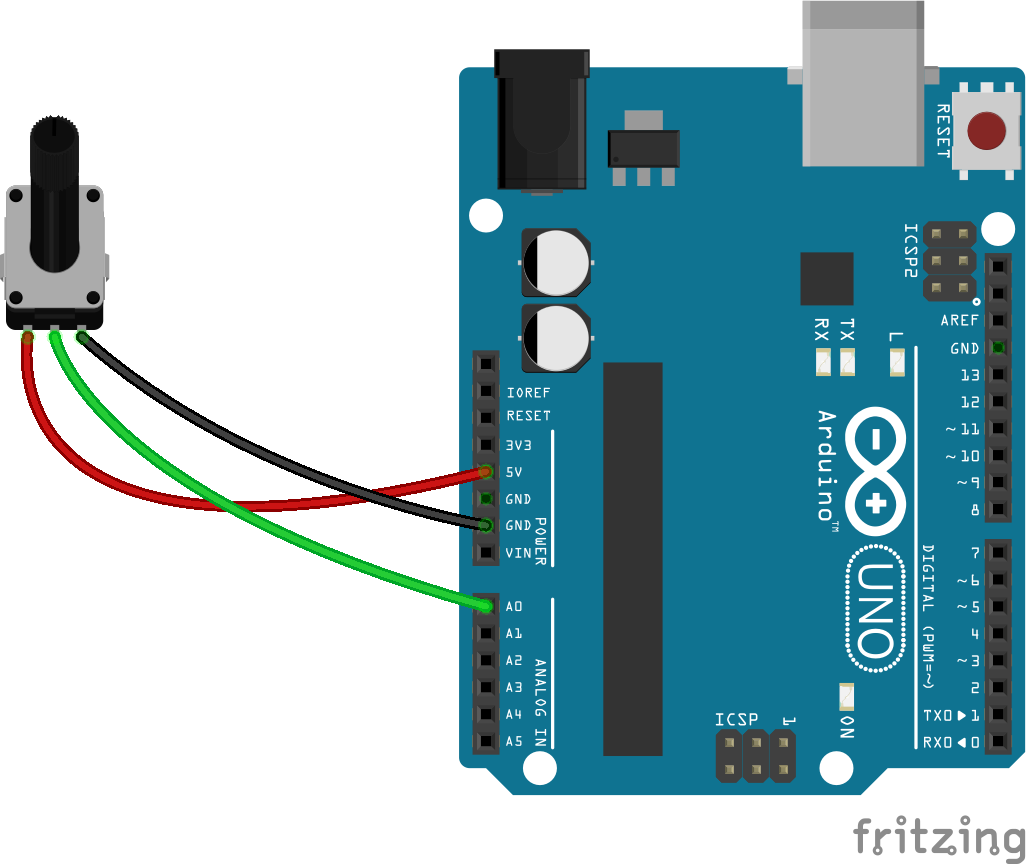 RESET
ICSP2
AREF
GND
13
12
~11
~10
~9
8
7
~6
~5
4
~3
2
TX0▶1
RX0◀0
DIGITAL (PWM=~)
RX
TX
L
Arduino™
UNO
ON
ICSP
1
IOREF
RESET
3V3
5V
GND
GND
VIN
POWER
A0
A1
A2
A3
A4
A5
ANALOG IN
fritzing